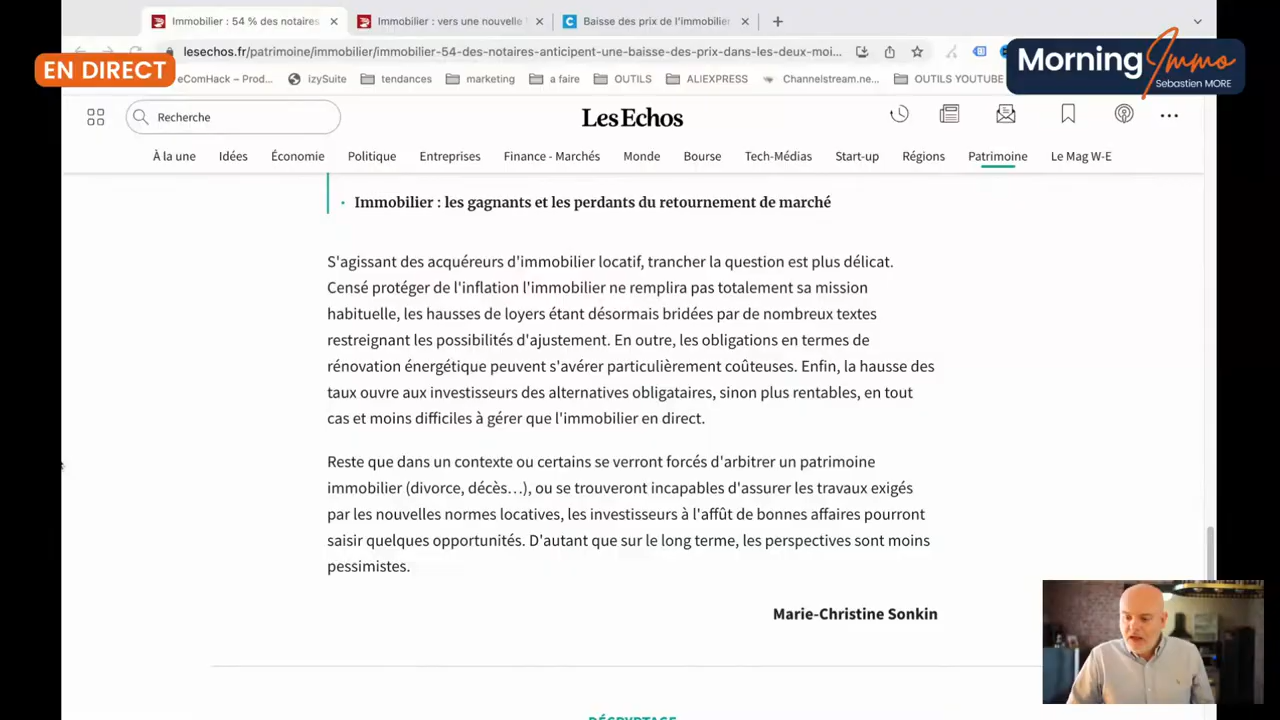 Immobilier : 54 % des notaires
Immobilier : vers une nouvelle
Baisse des prix de l'immobilier
EN DIRECT
lesechos.fr/patrimoine/immobilier/immobilier-54-des-notaires-anticipent-une-baisse-des-prix-dans-les-deux-moi...
Morning Immo
Sebastien MORE
eComHack – Prod...
izySuite
tendances
marketing
a faire
OUTILS
ALIEXPRESS
Channelstream.ne...
OUTILS YOUTUBE
Recherche
Les Echos
À la une
Idées
Économie
Politique
Entreprises
Finance - Marchés
Monde
Bourse
Tech-Médias
Start-up
Régions
Patrimoine
Le Mag W-E
Immobilier : les gagnants et les perdants du retournement de marché
S'agissant des acquéreurs d'immobilier locatif, trancher la question est plus délicat.
Censé protéger de l'inflation l'immobilier ne remplira pas totalement sa mission
habituelle, les hausses de loyers étant désormais bridées par de nombreux textes
restreignant les possibilités d'ajustement. En outre, les obligations en termes de
rénovation énergétique peuvent s'avérer particulièrement coûteuses. Enfin, la hausse des
taux ouvre aux investisseurs des alternatives obligataires, sinon plus rentables, en tout
cas et moins difficiles à gérer que l'immobilier en direct.
Reste que dans un contexte ou certains se verront forcés d'arbitrer un patrimoine
immobilier (divorce, décès…), ou se trouveront incapables d'assurer les travaux exigés
par les nouvelles normes locatives, les investisseurs à l'affût de bonnes affaires pourront
saisir quelques opportunités. D'autant que sur le long terme, les perspectives sont moins
pessimistes.
Marie-Christine Sonkin
DÉCRYPTAGE